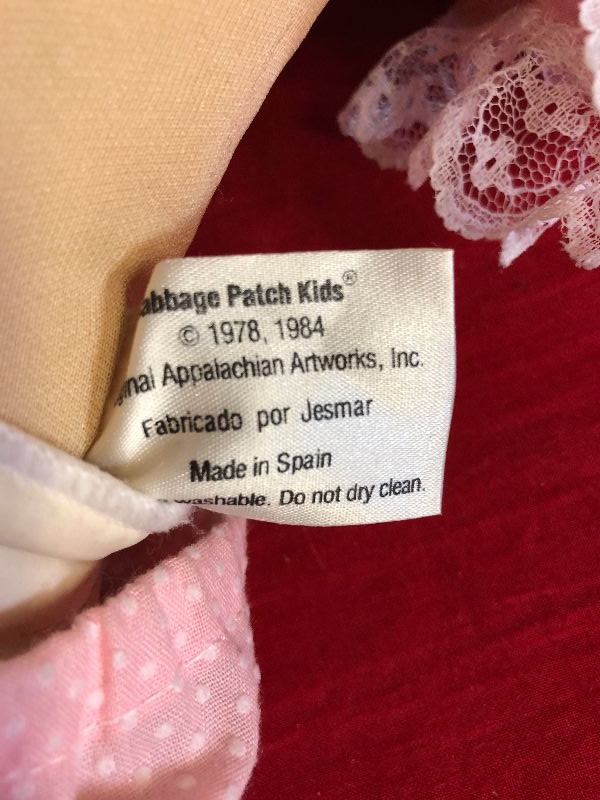 abbage Patch Kids®
© 1978, 1984
inal Appalachian Artworks, Inc.
Fabricado por Jesmar
Made in Spain
washable. Do not dry clean.